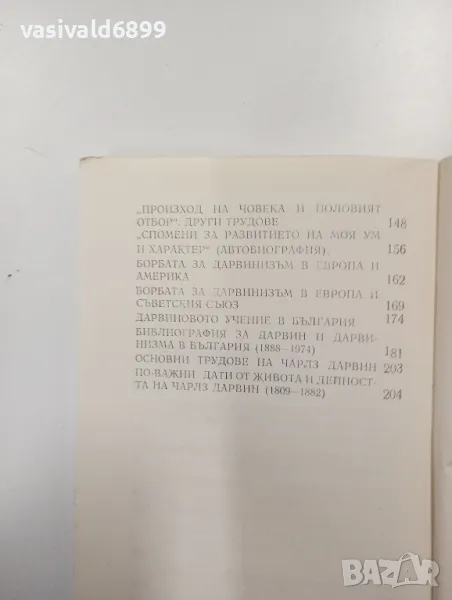 vasivald6899
„ПРОИЗХОД НА ЧОВЕКА И ПОЛОВИЯТ
ОТБОР“. ДРУГИ ТРУДОВЕ 148
„СПОМЕНИ ЗА РАЗВИТИЕТО НА МОЯ УМ
И ХАРАКТЕР“ (АВТОБИОГРАФИЯ). 156
БОРБАТА ЗА ДАРВИНИЗЪМ В ЕВРОПА И
АМЕРИКА 162
БОРБАТА ЗА ДАРВИНИЗЪМ В ЕВРОПА И
СЪВЕТСКИЯ СЪЮЗ 169
ДАРВИНОВОТО УЧЕНИЕ В БЪЛГАРИЯ 174
БИБЛИОГРАФИЯ ЗА ДАРВИН И ДАРВИ-
НИЗМА В БЪЛГАРИЯ (1888—1974) 181
ОСНОВНИ ТРУДОВЕ НА ЧАРЛЗ ДАРВИН 203
ПО-ВАЖНИ ДАТИ ОТ ЖИВОТА И ДЕЙНОСТ-
ТА НА ЧАРЛЗ ДАРВИН (1809—1882) 204
BAZAR.BG